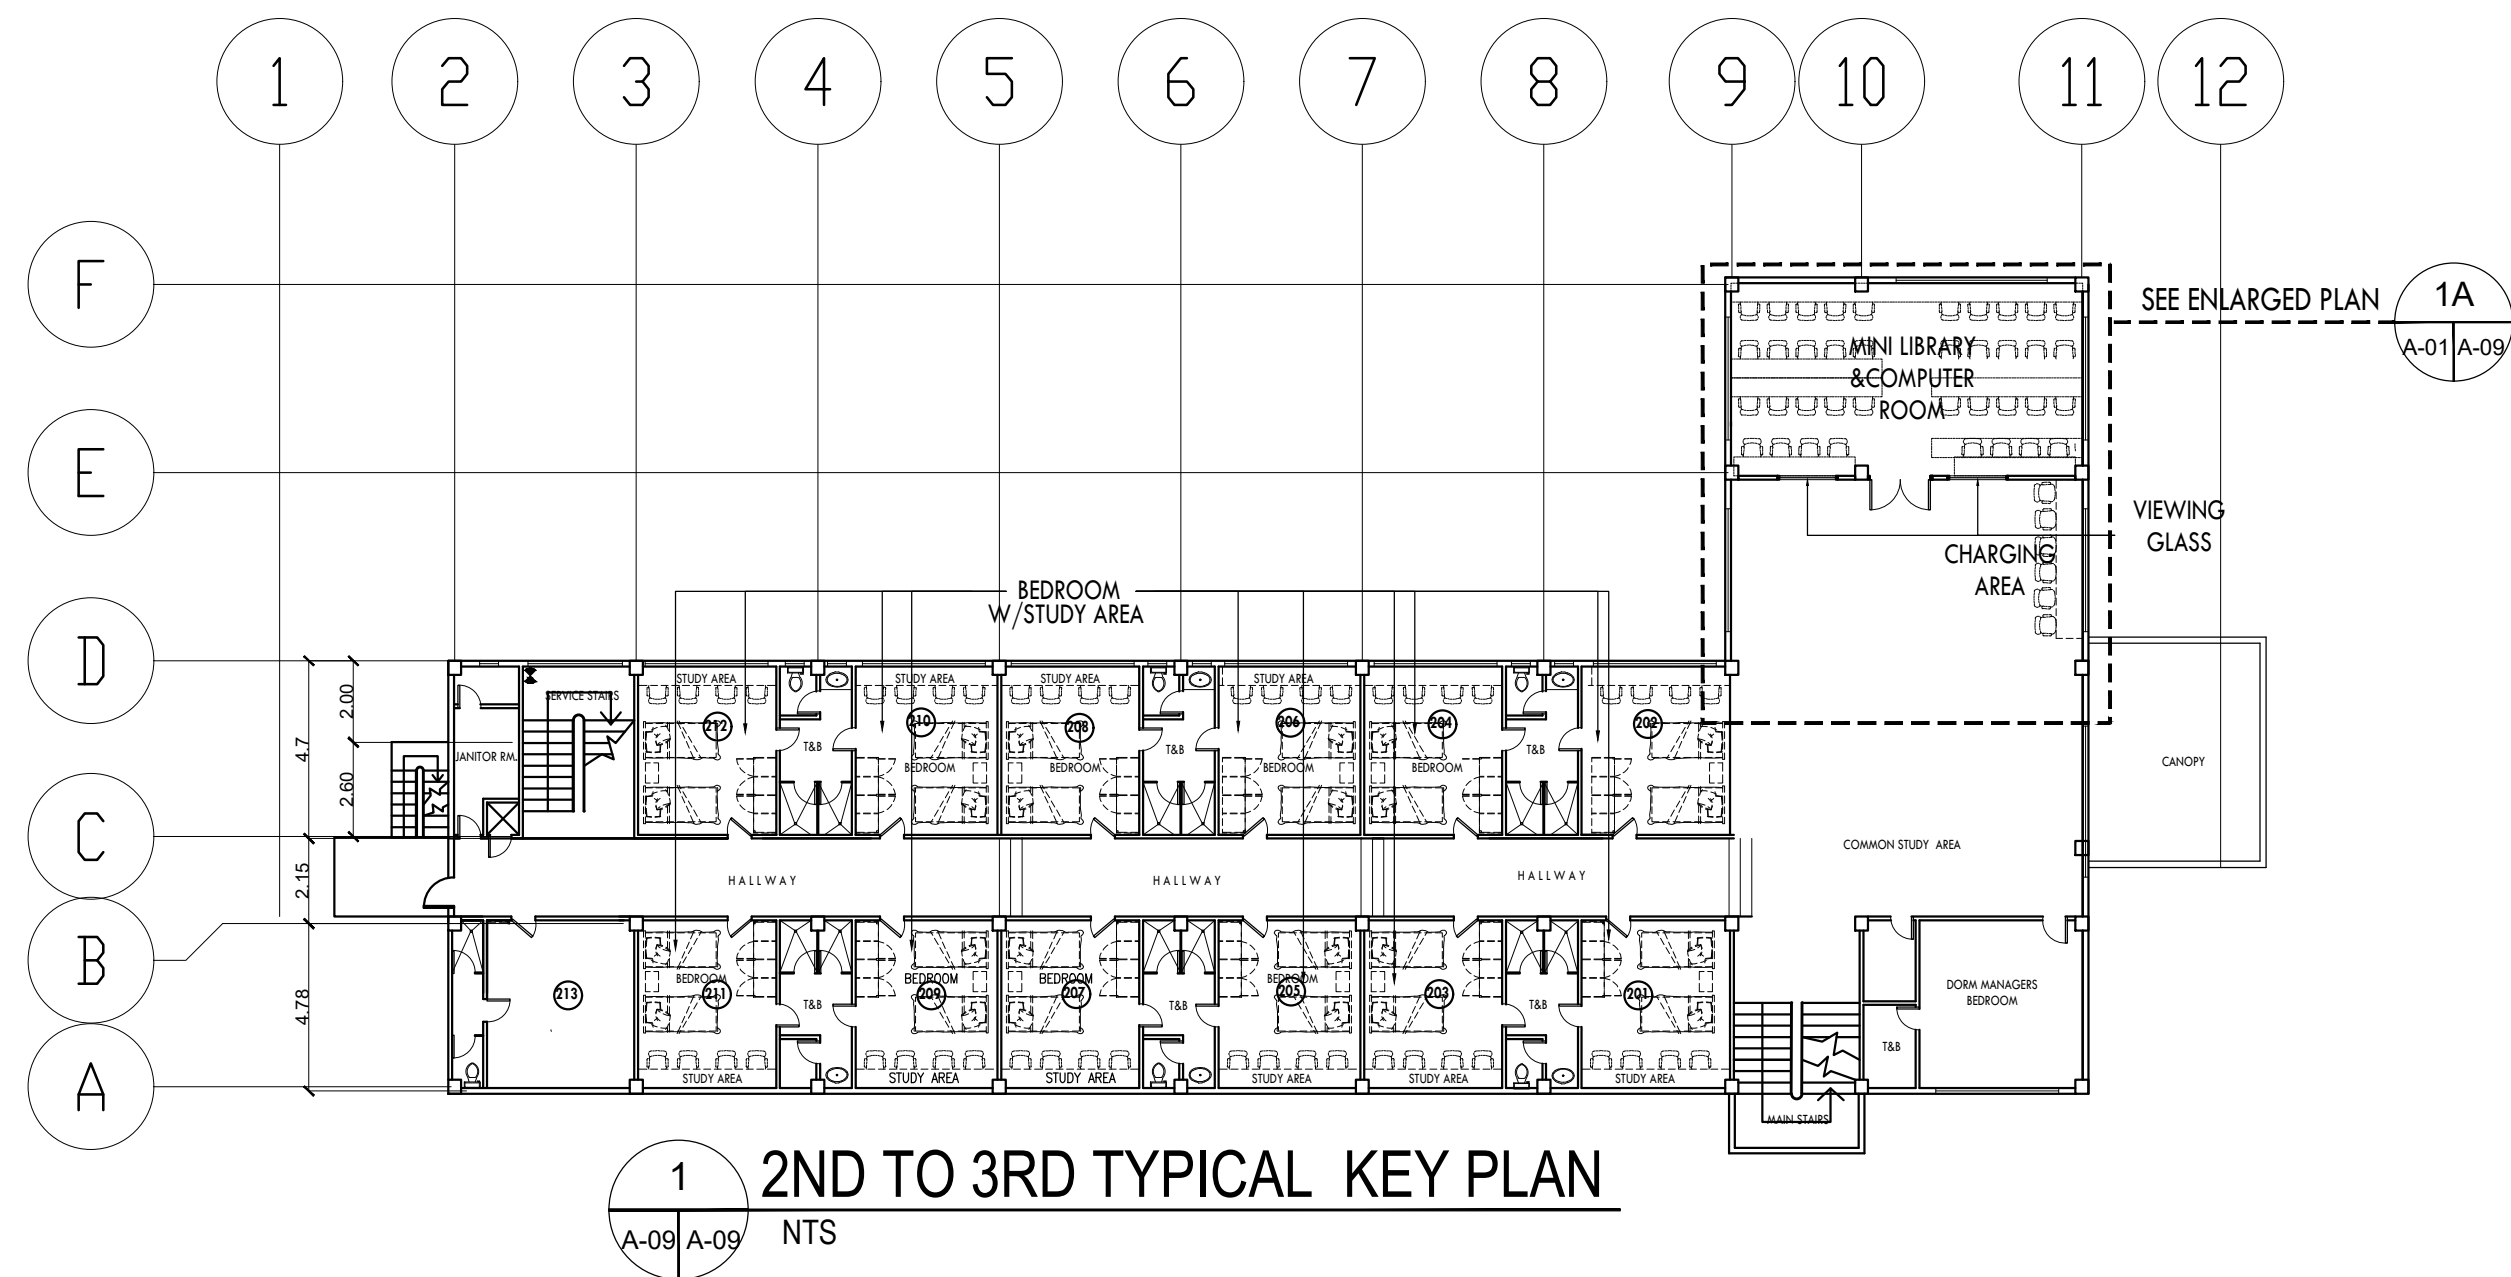 1 2 3 4 5 6 7 8 9 10 11 12
F
SEE ENLARGED PLAN
1A
A-01 A-09
MINI LIBRARY
&COMPUTER
ROOM
E
VIEWING
GLASS
CHARGING
AREA
BEDROOM
W/STUDY AREA
D
2.00
4.7
2.60
SERVICE STAIRS
JANITOR RM.
STUDY AREA
STUDY AREA
STUDY AREA
STUDY AREA
212
210
208
206
204
202
T&B
T&B
T&B
BEDROOM
BEDROOM
BEDROOM
BEDROOM
CANOPY
C
2.15
HALLWAY
HALLWAY
HALLWAY
COMMON STUDY AREA
B
4.78
213
BEDROOM
211
BEDROOM
209
BEDROOM
207
BEDROOM
205
203
201
T&B
T&B
T&B
DORM MANAGERS
BEDROOM
T&B
A
STUDY AREA
STUDY AREA
STUDY AREA
STUDY AREA
STUDY AREA
STUDY AREA
MAIN STAIRS
1
A-09 A-09
2ND TO 3RD TYPICAL KEY PLAN
NTS